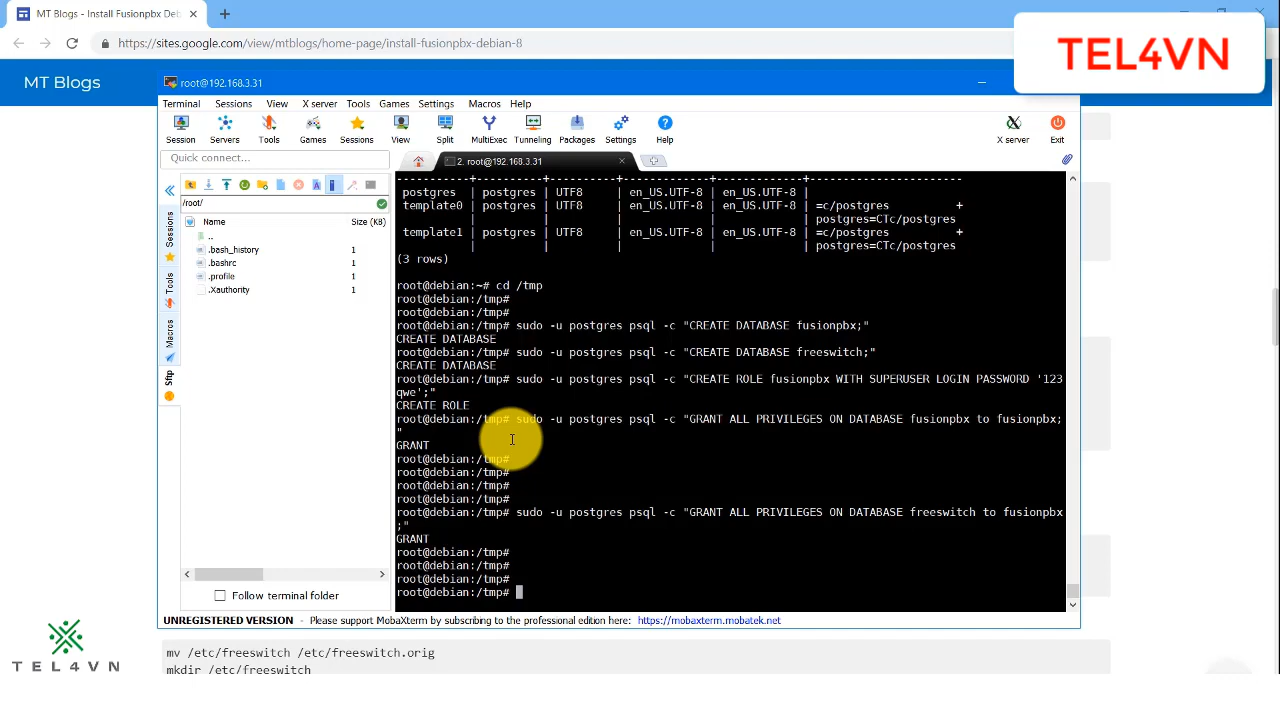 MT Blogs - Install Fusionpbx Deb
https://sites.google.com/view/mtblogs/home-page/install-fusionpbx-debian-8
TEL4VN
MT Blogs
root@192.168.3.31
Terminal Sessions View X server Tools Games Settings Macros Help
Session Servers Tools Games Sessions View Split MultiExec Tunneling Packages Settings Help X server Exit
Quick connect...
2. root@192.168.3.31
/root/
Name Size (KB)
..
.bash_history 1
.bashrc 1
.profile 1
.Xauthority 1
Sessions
Tools
Macros
Sftp
Follow terminal folder
----------+----------+----------+-------------+-------------+-----------------------
postgres | postgres | UTF8 | en_US.UTF-8 | en_US.UTF-8 |
template0 | postgres | UTF8 | en_US.UTF-8 | en_US.UTF-8 | =c/postgres +
| | | | | postgres=CTc/postgres
template1 | postgres | UTF8 | en_US.UTF-8 | en_US.UTF-8 | =c/postgres +
| | | | | postgres=CTc/postgres
(3 rows)
root@debian:~# cd /tmp
root@debian:/tmp#
root@debian:/tmp#
root@debian:/tmp# sudo -u postgres psql -c "CREATE DATABASE fusionpbx;"
CREATE DATABASE
root@debian:/tmp# sudo -u postgres psql -c "CREATE DATABASE freeswitch;"
CREATE DATABASE
root@debian:/tmp# sudo -u postgres psql -c "CREATE ROLE fusionpbx WITH SUPERUSER LOGIN PASSWORD '123
qwe';"
CREATE ROLE
root@debian:/tmp# sudo -u postgres psql -c "GRANT ALL PRIVILEGES ON DATABASE fusionpbx to fusionpbx;
"
GRANT
root@debian:/tmp#
root@debian:/tmp#
root@debian:/tmp#
root@debian:/tmp#
root@debian:/tmp# sudo -u postgres psql -c "GRANT ALL PRIVILEGES ON DATABASE freeswitch to fusionpbx
;"
GRANT
root@debian:/tmp#
root@debian:/tmp#
root@debian:/tmp#
root@debian:/tmp#
UNREGISTERED VERSION - Please support MobaXterm by subscribing to the professional edition here: https://mobaxterm.mobatek.net
mv /etc/freeswitch /etc/freeswitch.orig
mkdir /etc/freeswitch
TEL4VN